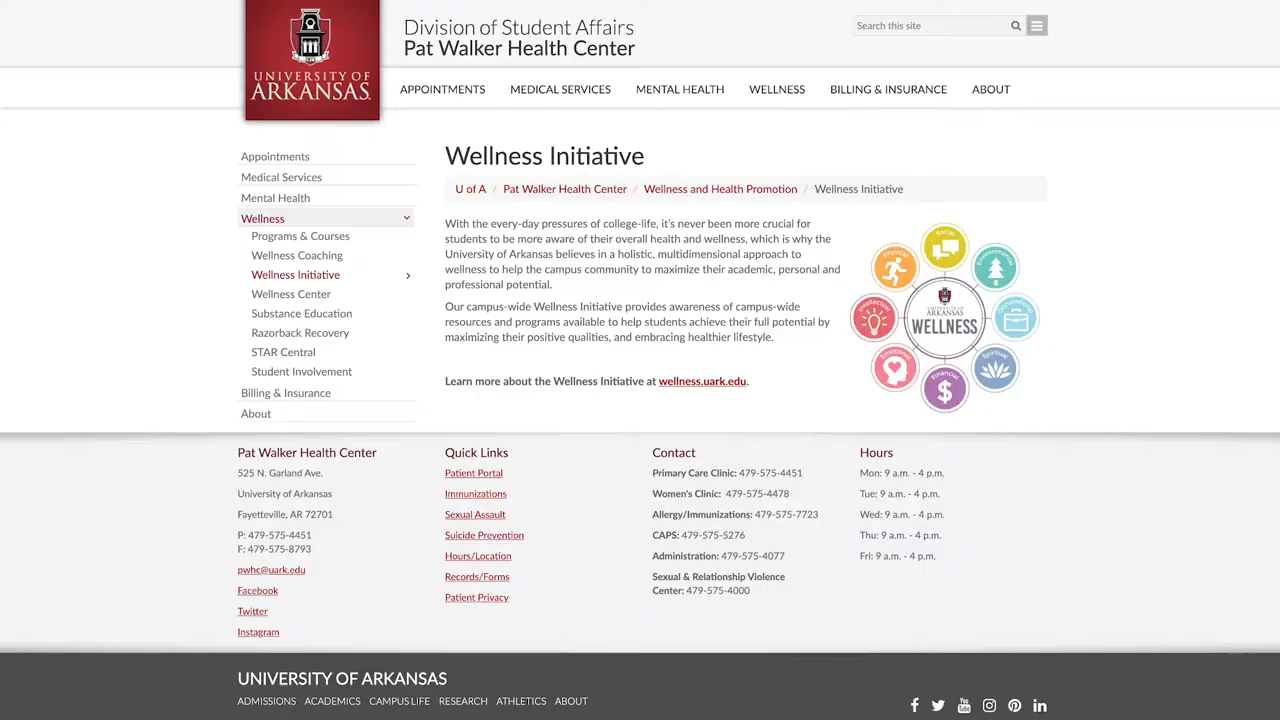 UNIVERSITY OF
ARKANSAS
1871
Division of Student Affairs
Pat Walker Health Center
Search this site
APPOINTMENTS MEDICAL SERVICES MENTAL HEALTH WELLNESS BILLING & INSURANCE ABOUT
Appointments
Medical Services
Mental Health
Wellness
Programs & Courses
Wellness Coaching
Wellness Initiative
Wellness Center
Substance Education
Razorback Recovery
STAR Central
Student Involvement
Billing & Insurance
About
Wellness Initiative
U of A / Pat Walker Health Center / Wellness and Health Promotion / Wellness Initiative
With the every-day pressures of college-life, it's never been more crucial for
students to be more aware of their overall health and wellness, which is why the
University of Arkansas believes in a holistic, multidimensional approach to
wellness to help the campus community to maximize their academic, personal and
professional potential.
Our campus-wide Wellness Initiative provides awareness of campus-wide
resources and programs available to help students achieve their full potential by
maximizing their positive qualities, and embracing healthier lifestyle.
Learn more about the Wellness Initiative at wellness.uark.edu.
Social
Physical
Environmental
Intellectual
UNIVERSITY OF
ARKANSAS
WELLNESS
Occupational
Emotional
Spiritual
Financial
$
Pat Walker Health Center
525 N. Garland Ave.
University of Arkansas
Fayetteville, AR 72701
P: 479-575-4451
F: 479-575-8793
pwhc@uark.edu
Facebook
Twitter
Instagram
Quick Links
Patient Portal
Immunizations
Sexual Assault
Suicide Prevention
Hours/Location
Records/Forms
Patient Privacy
Contact
Primary Care Clinic: 479-575-4451
Women's Clinic: 479-575-4478
Allergy/Immunizations: 479-575-7723
CAPS: 479-575-5276
Administration: 479-575-4077
Sexual & Relationship Violence
Center: 479-575-4000
Hours
Mon: 9 a.m. - 4 p.m.
Tue: 9 a.m. - 4 p.m.
Wed: 9 a.m. - 4 p.m.
Thu: 9 a.m. - 4 p.m.
Fri: 9 a.m. - 4 p.m.
UNIVERSITY OF ARKANSAS
ADMISSIONS ACADEMICS CAMPUS LIFE RESEARCH ATHLETICS ABOUT